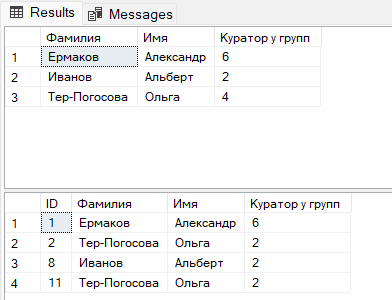 Results Messages
Фамилия Имя Куратор у групп
1 Ермаков Александр 6
2 Иванов Альберт 2
3 Тер-Погосова Ольга 4
ID Фамилия Имя Куратор у групп
1 1 Ермаков Александр 6
2 2 Тер-Погосова Ольга 2
3 8 Иванов Альберт 2
4 11 Тер-Погосова Ольга 2